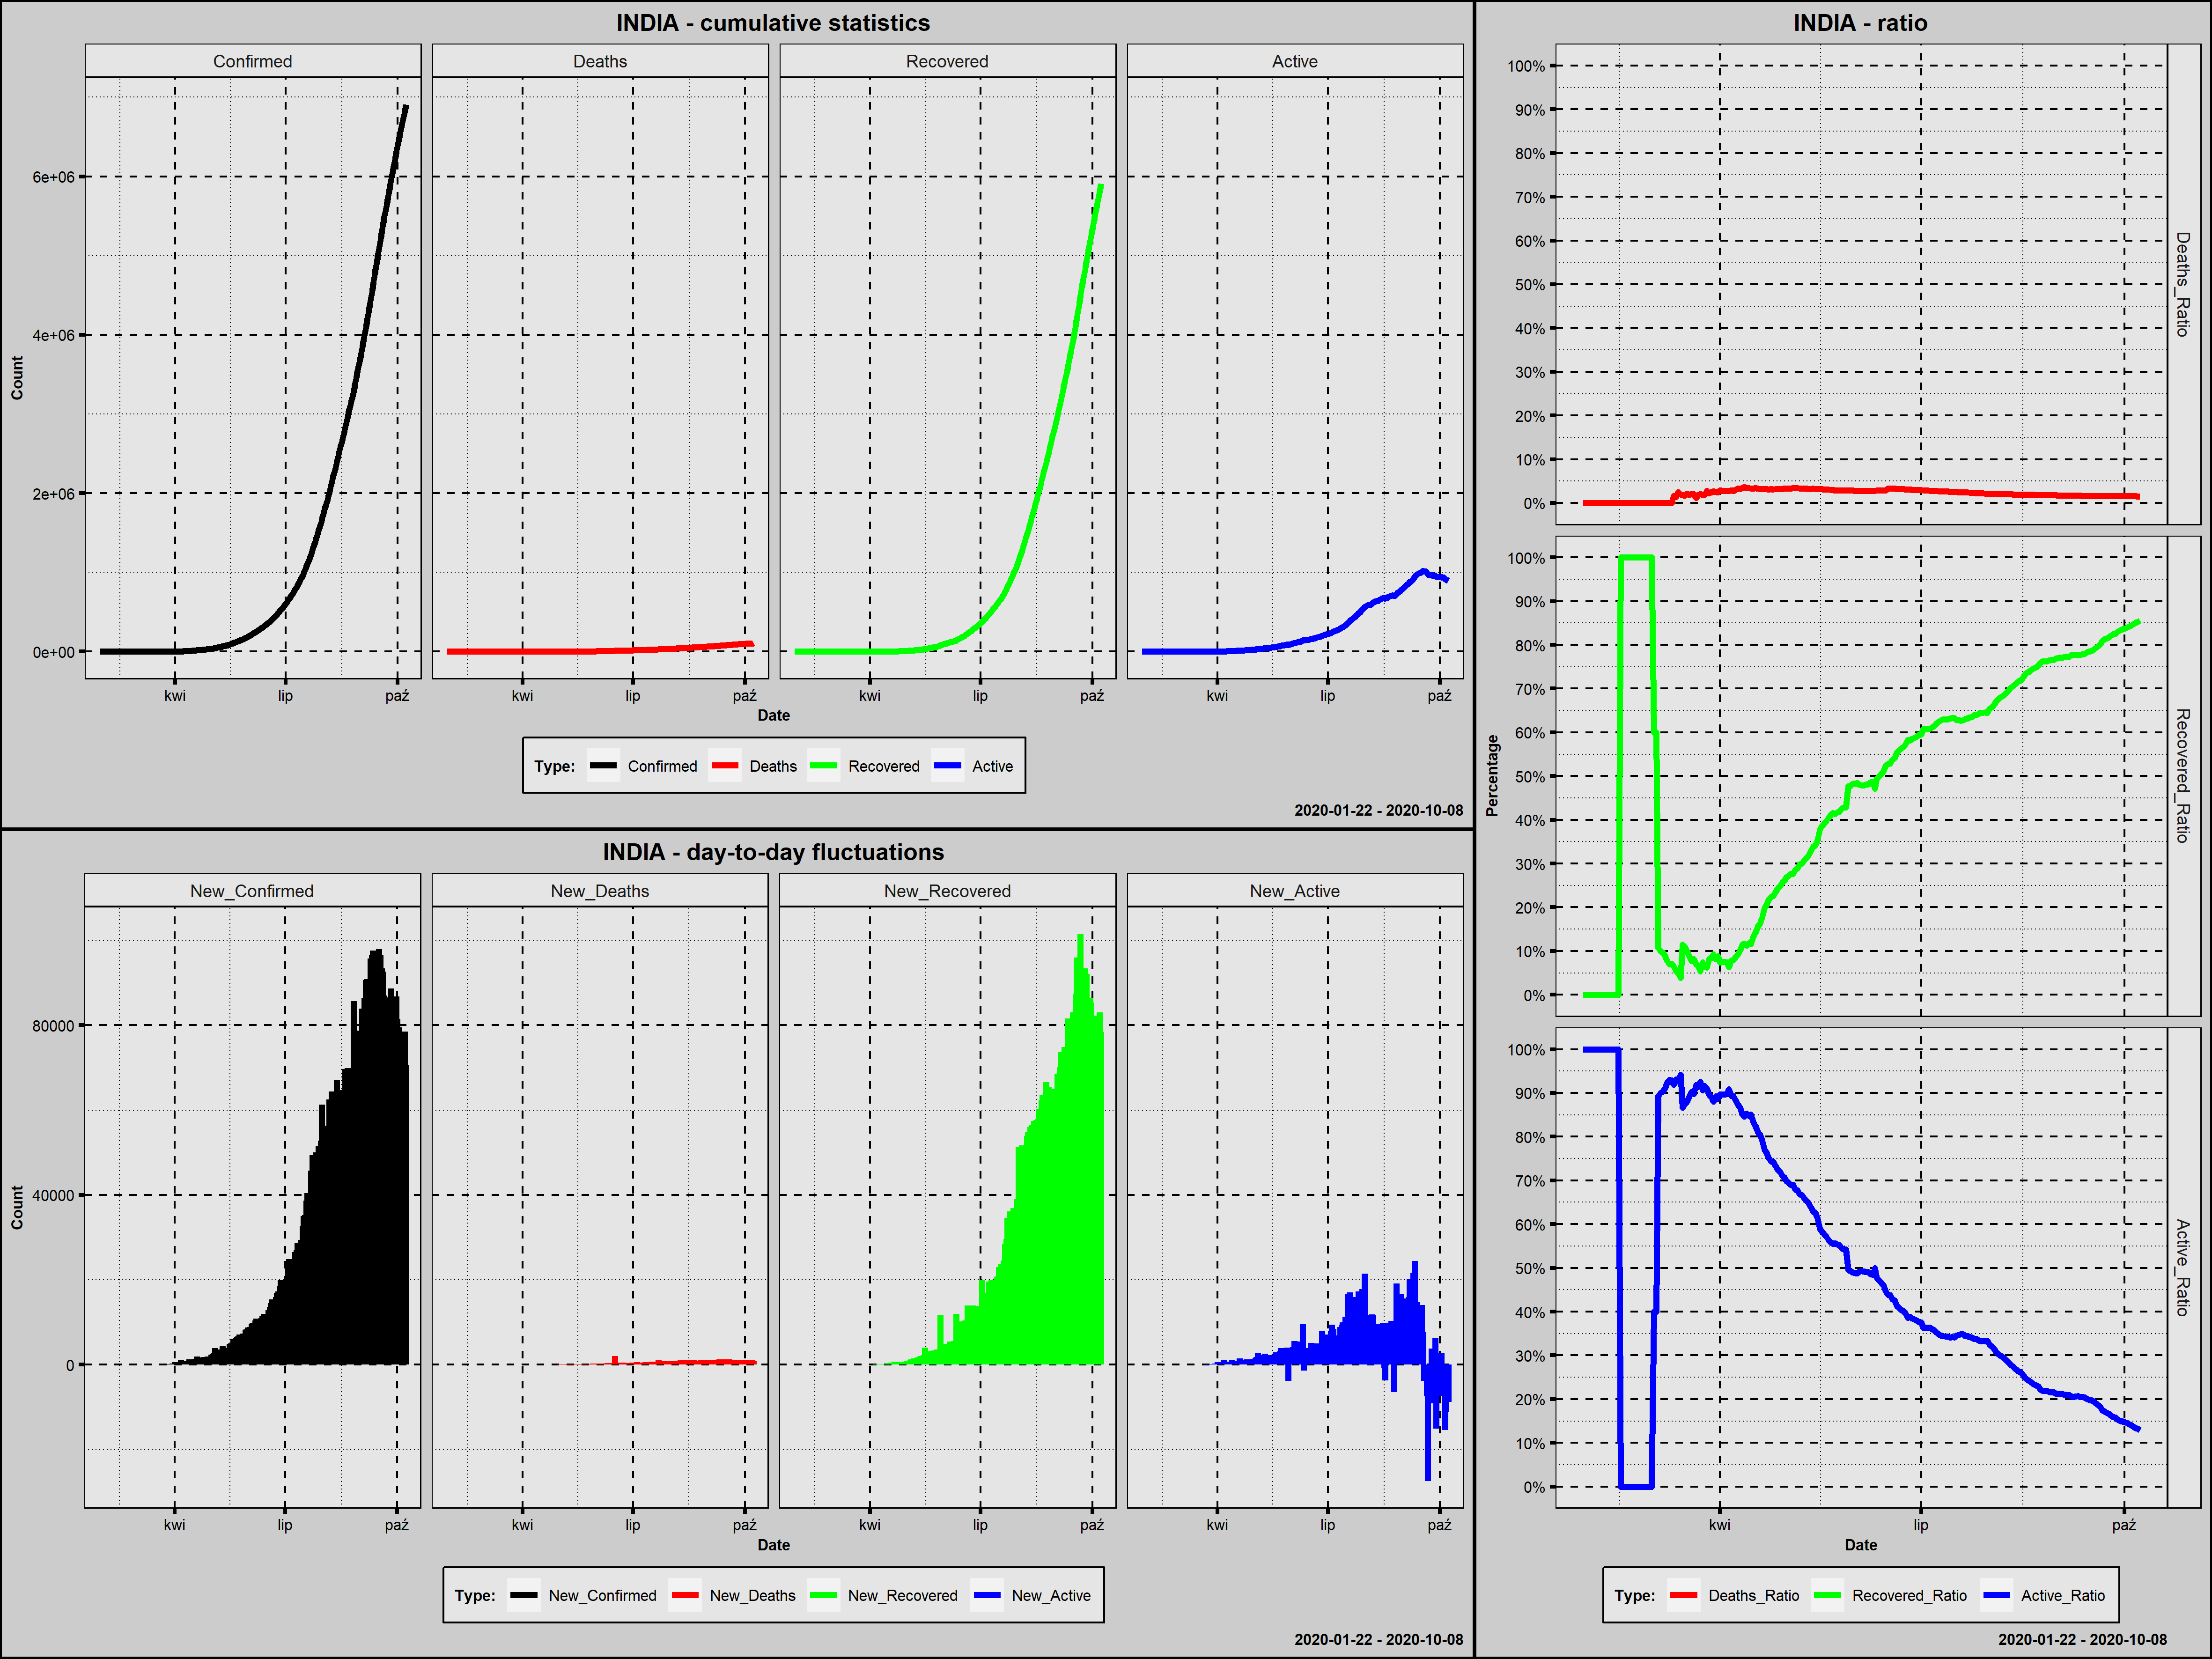 INDIA - cumulative statistics
Confirmed Deaths Recovered Active
Count
6e+06
4e+06
2e+06
0e+00
kwi lip paź kwi lip paź kwi lip paź kwi lip paź
Date
Type: Confirmed Deaths Recovered Active
2020-01-22 - 2020-10-08
INDIA - day-to-day fluctuations
New_Confirmed New_Deaths New_Recovered New_Active
Count
80000
40000
0
kwi lip paź kwi lip paź kwi lip paź kwi lip paź
Date
Type: New_Confirmed New_Deaths New_Recovered New_Active
2020-01-22 - 2020-10-08
INDIA - ratio
Percentage
100%
90%
80%
70%
60%
50%
40%
30%
20%
10%
0%
Deaths_Ratio
100%
90%
80%
70%
60%
50%
40%
30%
20%
10%
0%
Recovered_Ratio
100%
90%
80%
70%
60%
50%
40%
30%
20%
10%
0%
Active_Ratio
kwi lip paź
Date
Type: Deaths_Ratio Recovered_Ratio Active_Ratio
2020-01-22 - 2020-10-08